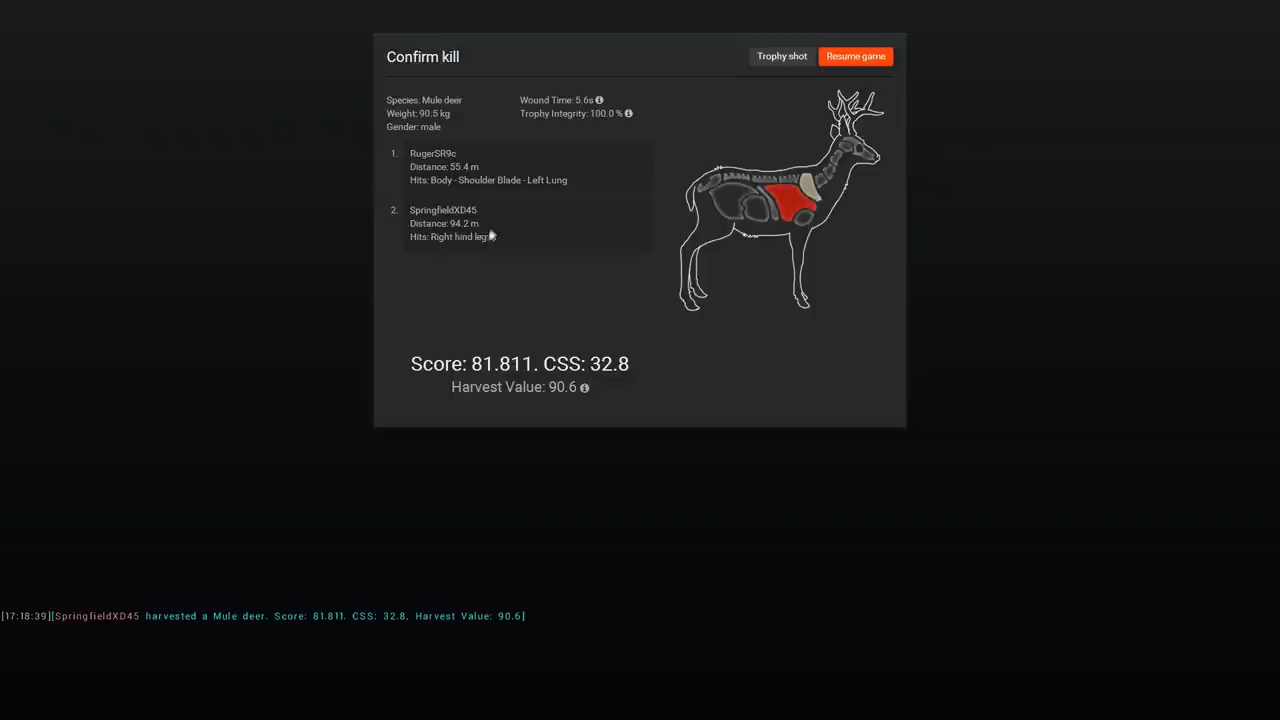 Confirm kill
Trophy shot
Resume game
Species: Mule deer
Weight: 90.5 kg
Gender: male
Wound Time: 5.6s
Trophy Integrity: 100.0 %
1. RugerSR9c
Distance: 55.4 m
Hits: Body - Shoulder Blade - Left Lung
2. SpringfieldXD45
Distance: 94.2 m
Hits: Right hind leg
Score: 81.811. CSS: 32.8
Harvest Value: 90.6
[17:18:39][SpringfieldXD45 harvested a Mule deer. Score: 81.811. CSS: 32.8, Harvest Value: 90.6]